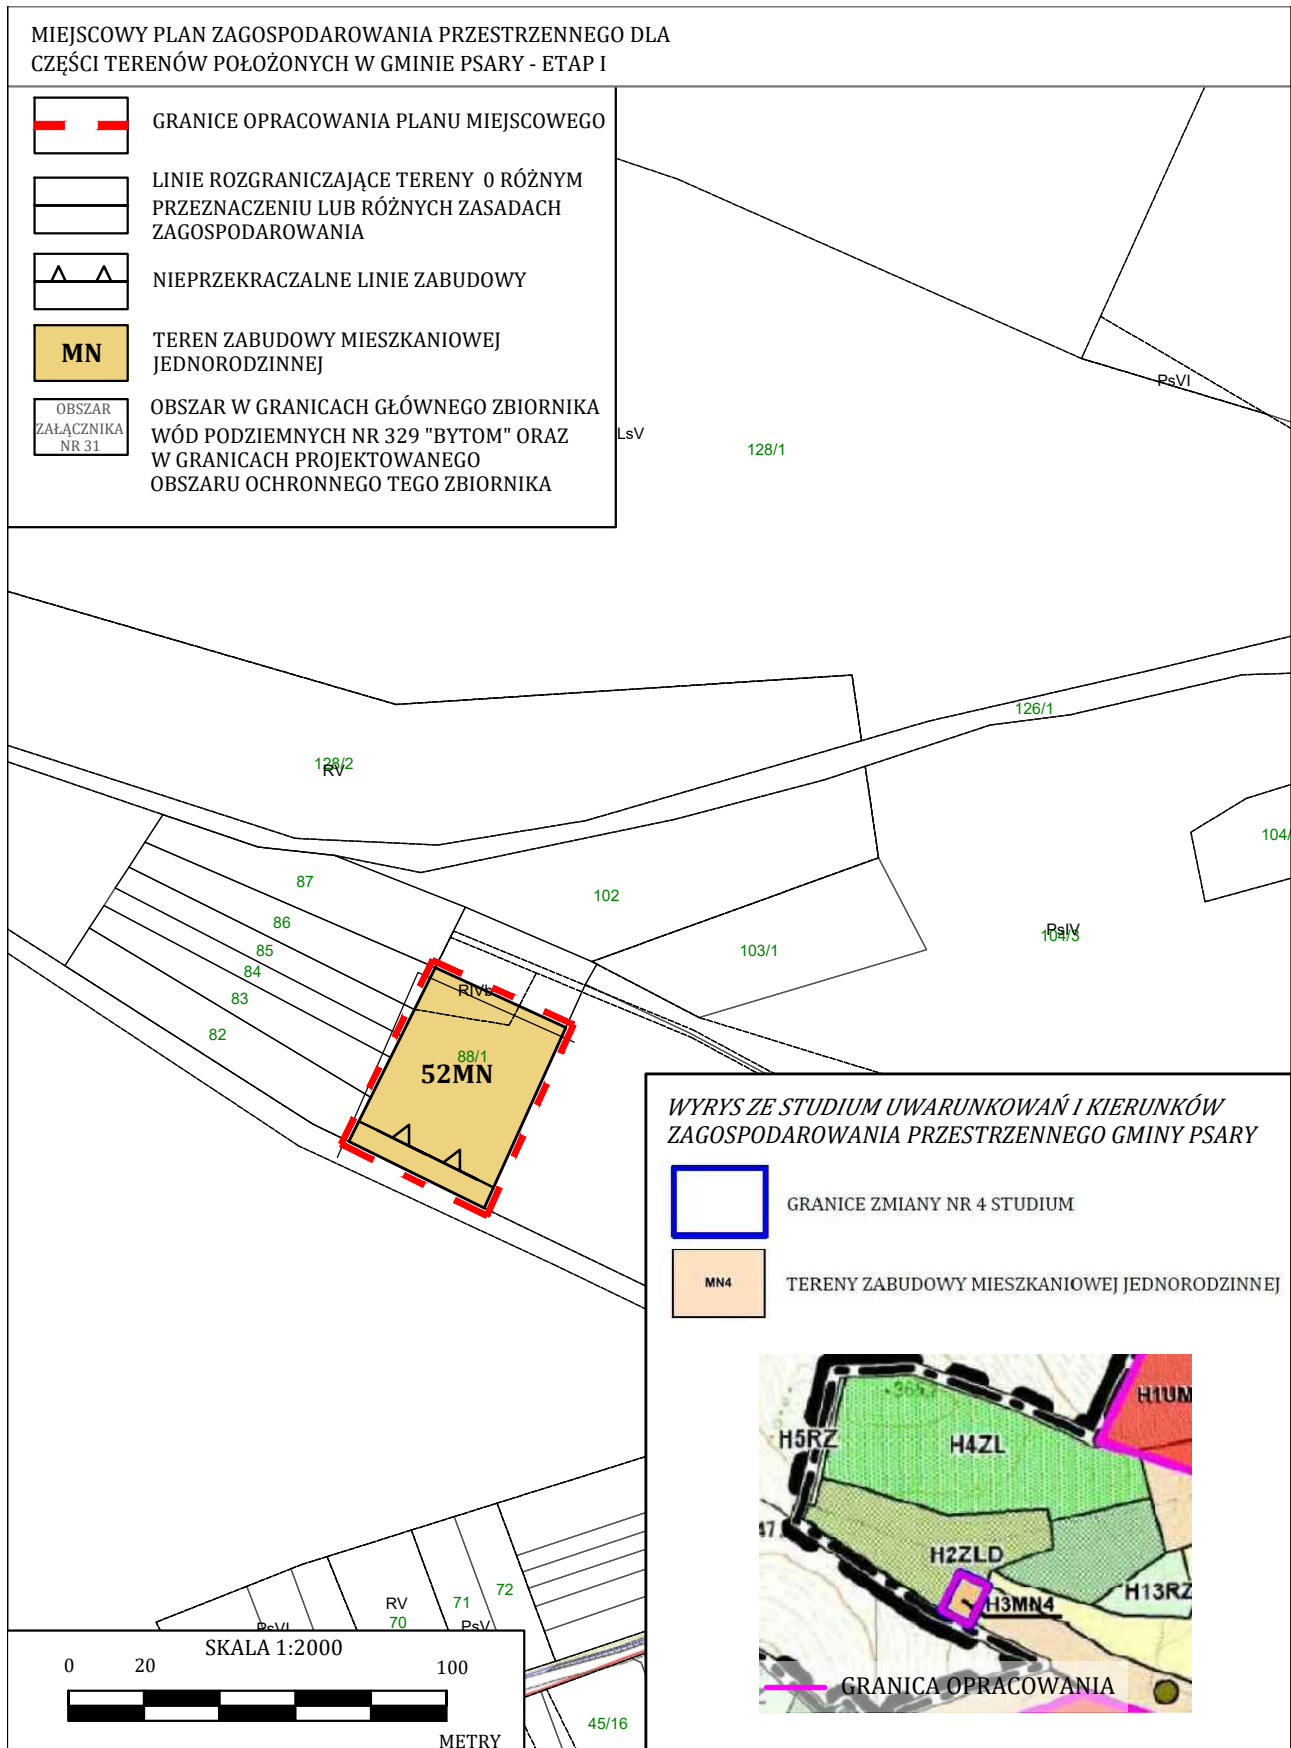 MIEJSCOWY PLAN ZAGOSPODAROWANIA PRZESTRZENNEGO DLA
CZĘŚCI TERENÓW POŁOŻONYCH W GMINIE PSARY - ETAP I
GRANICE OPRACOWANIA PLANU MIEJSCOWEGO
LINIE ROZGRANICZAJĄCE TERENY 0 RÓŻNYM
PRZEZNACZENIU LUB RÓŻNYCH ZASADACH
ZAGOSPODAROWANIA
NIEPRZEKRACZALNE LINIE ZABUDOWY
MN
TEREN ZABUDOWY MIESZKANIOWEJ
JEDNORODZINNEJ
OBSZAR
ZAŁĄCZNIKA
NR 31
OBSZAR W GRANICACH GŁÓWNEGO ZBIORNIKA
WÓD PODZIEMNYCH NR 329 "BYTOM" ORAZ
W GRANICACH PROJEKTOWANEGO
OBSZARU OCHRONNEGO TEGO ZBIORNIKA
PsVI
LsV
128/1
126/1
128/2
RV
104/
87
102
86
PsIV
104/3
85
103/1
84
RIVb
83
82
88/1
52MN
WYRYS ZE STUDIUM UWARUNKOWAŃ I KIERUNKÓW
ZAGOSPODAROWANIA PRZESTRZENNEGO GMINY PSARY
GRANICE ZMIANY NR 4 STUDIUM
MN4
TERENY ZABUDOWY MIESZKANIOWEJ JEDNORODZINNEJ
H1UM
H5RZ
H4ZL
47.
H2ZLD
H13RZ
H3MN4
GRANICA OPRACOWANIA
72
RV
71
70
PsV
PsVI
45/16
SKALA 1:2000
0 20 100
METRY